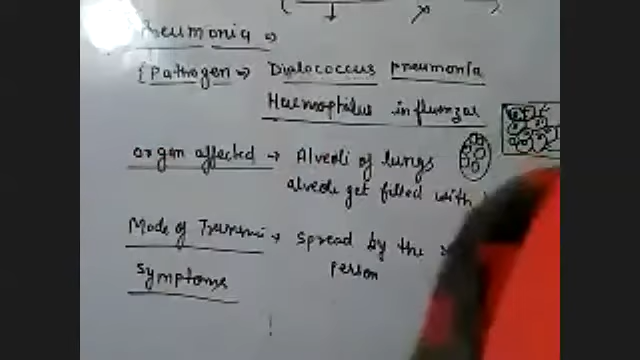 Pneumonia →
{Pathogen → Diplococcus pneumonia
Haemoptilus influenzae
organ affected → Alveoli of lungs
alveoli get filled with
Mode of Transmi → Spread by the
person
Symptoms